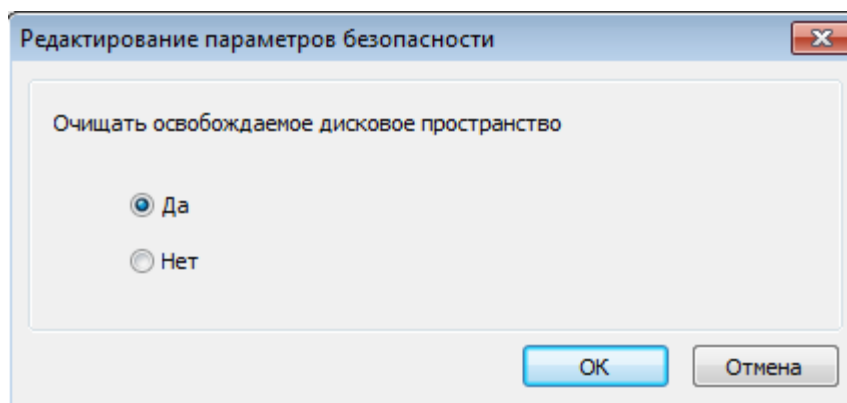 Редактирование параметров безопасности
Очищать освобождаемое дисковое пространство
Да
Нет
ОК
Отмена